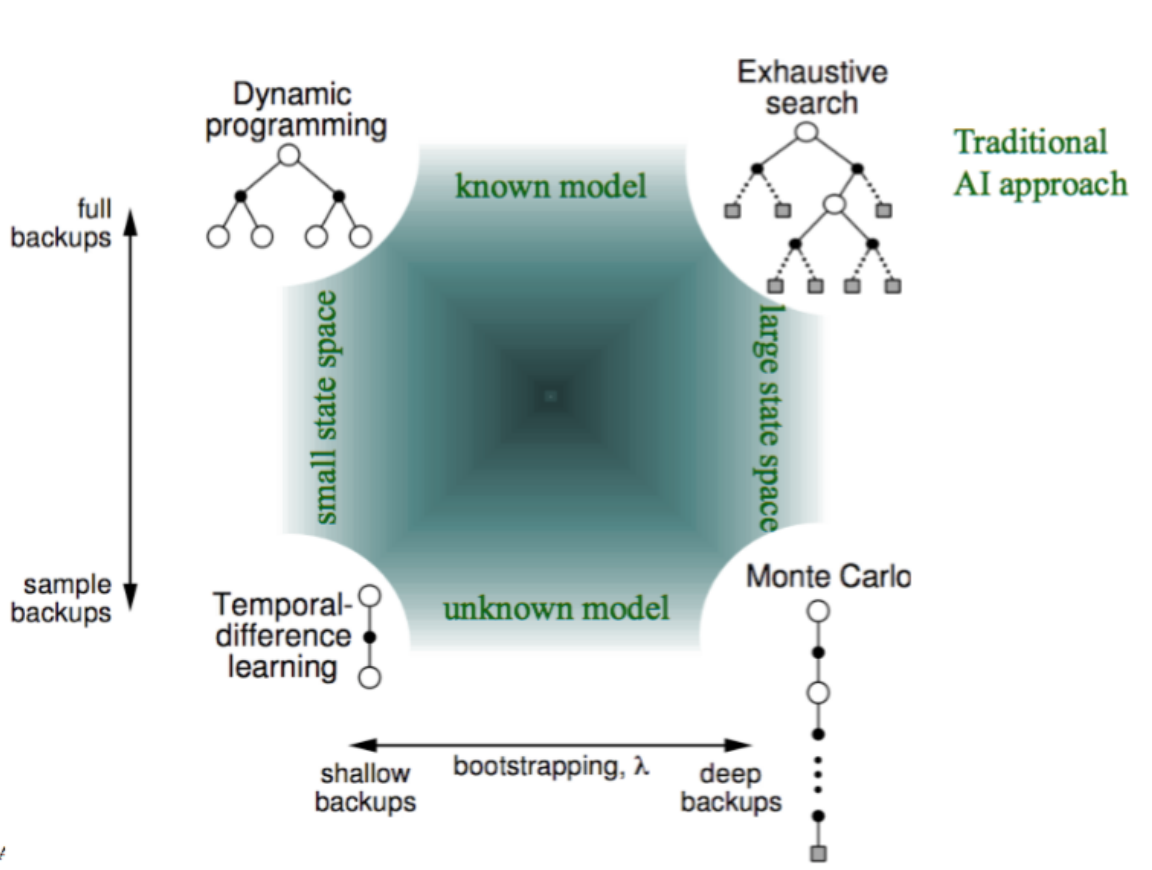 Dynamic
programming
Exhaustive
search
Traditional
AI approach
known model
full
backups
small state space
large state space
sample
backups
Temporal-
difference
learning
unknown model
Monte Carlo
shallow
backups
bootstrapping, λ
deep
backups